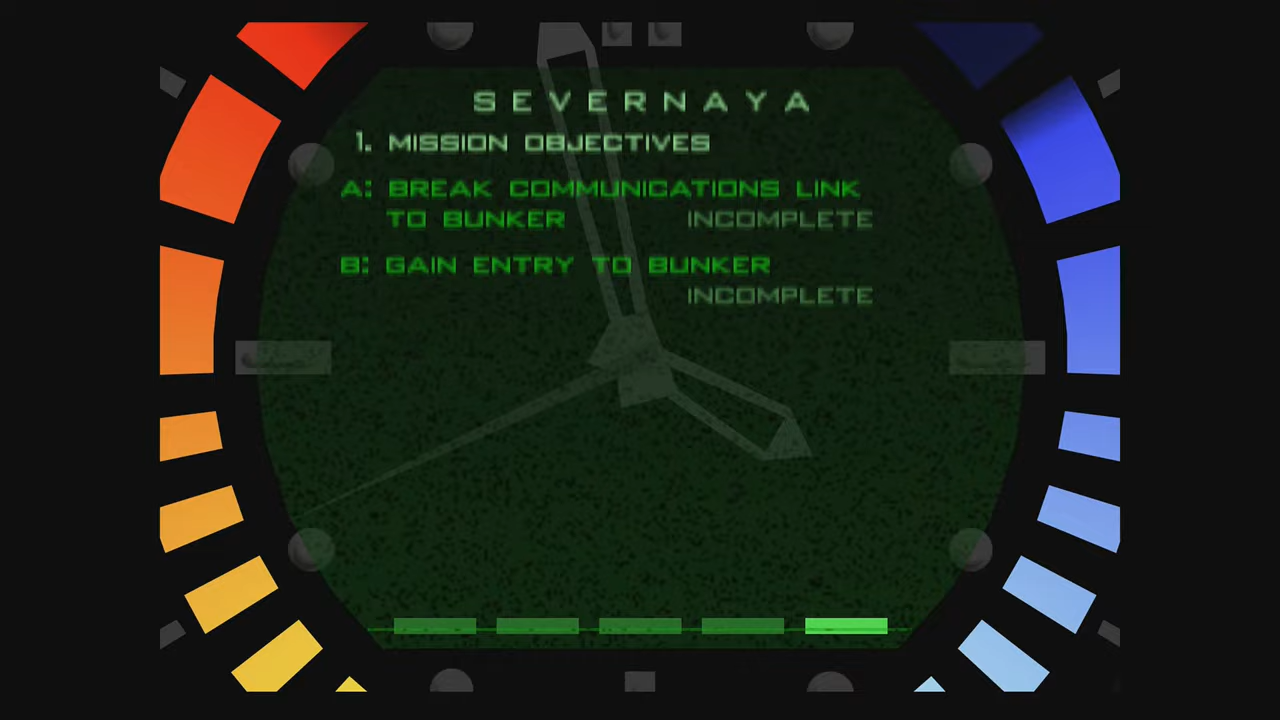 SEVERNAYA
1. MISSION OBJECTIVES
A: BREAK COMMUNICATIONS LINK
TO BUNKER INCOMPLETE
B: GAIN ENTRY TO BUNKER
INCOMPLETE